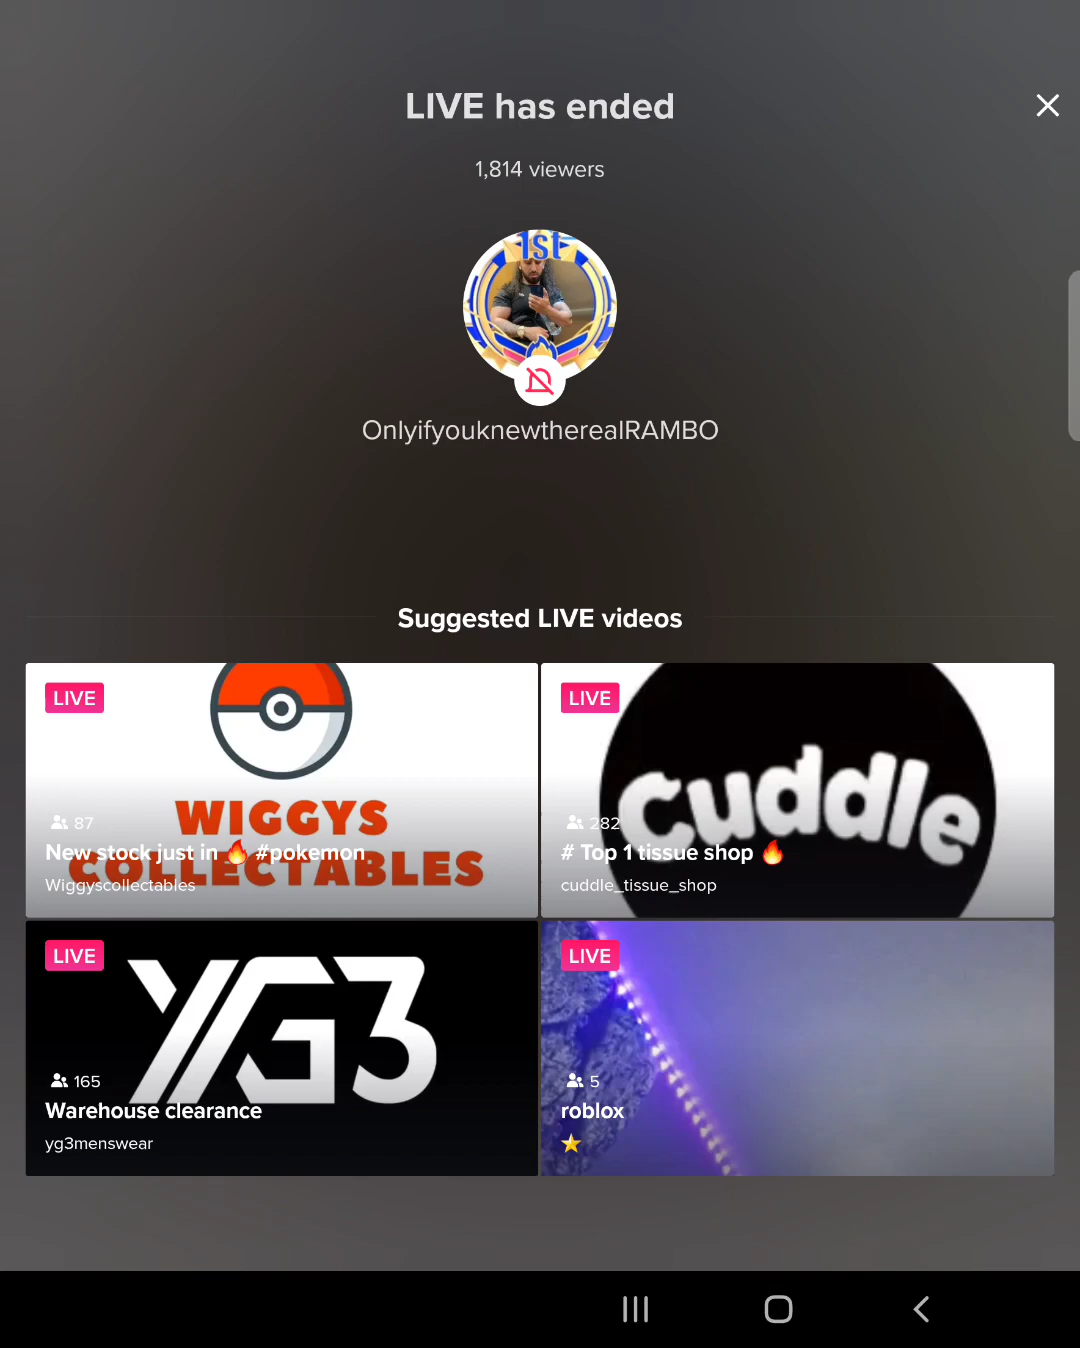 LIVE has ended
1,814 viewers
1st
OnlyifyouknewtherealRAMBO
Suggested LIVE videos
LIVE
WIGGYS
COLLECTABLES
87
New stock just in 🔥 #pokemon
Wiggyscollectables
LIVE
Cuddle
282
# Top 1 tissue shop 🔥
cuddle_tissue_shop
LIVE
YG3
165
Warehouse clearance
yg3menswear
LIVE
5
roblox
⭐